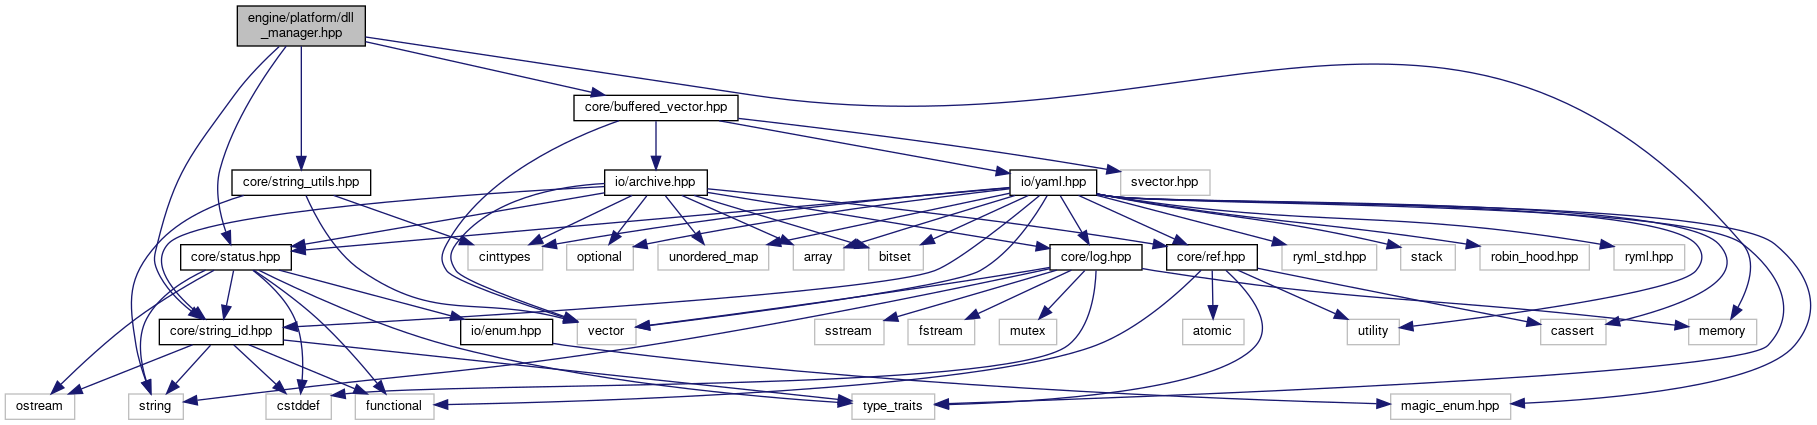 engine/platform/dll
_manager.hpp
core/buffered_vector.hpp
core/string_utils.hpp
io/archive.hpp
io/yaml.hpp
svector.hpp
core/status.hpp
cinttypes
optional
unordered_map
array
bitset
core/log.hpp
core/ref.hpp
ryml_std.hpp
stack
robin_hood.hpp
ryml.hpp
core/string_id.hpp
io/enum.hpp
vector
sstream
fstream
mutex
atomic
utility
cassert
memory
ostream
string
cstddef
functional
type_traits
magic_enum.hpp